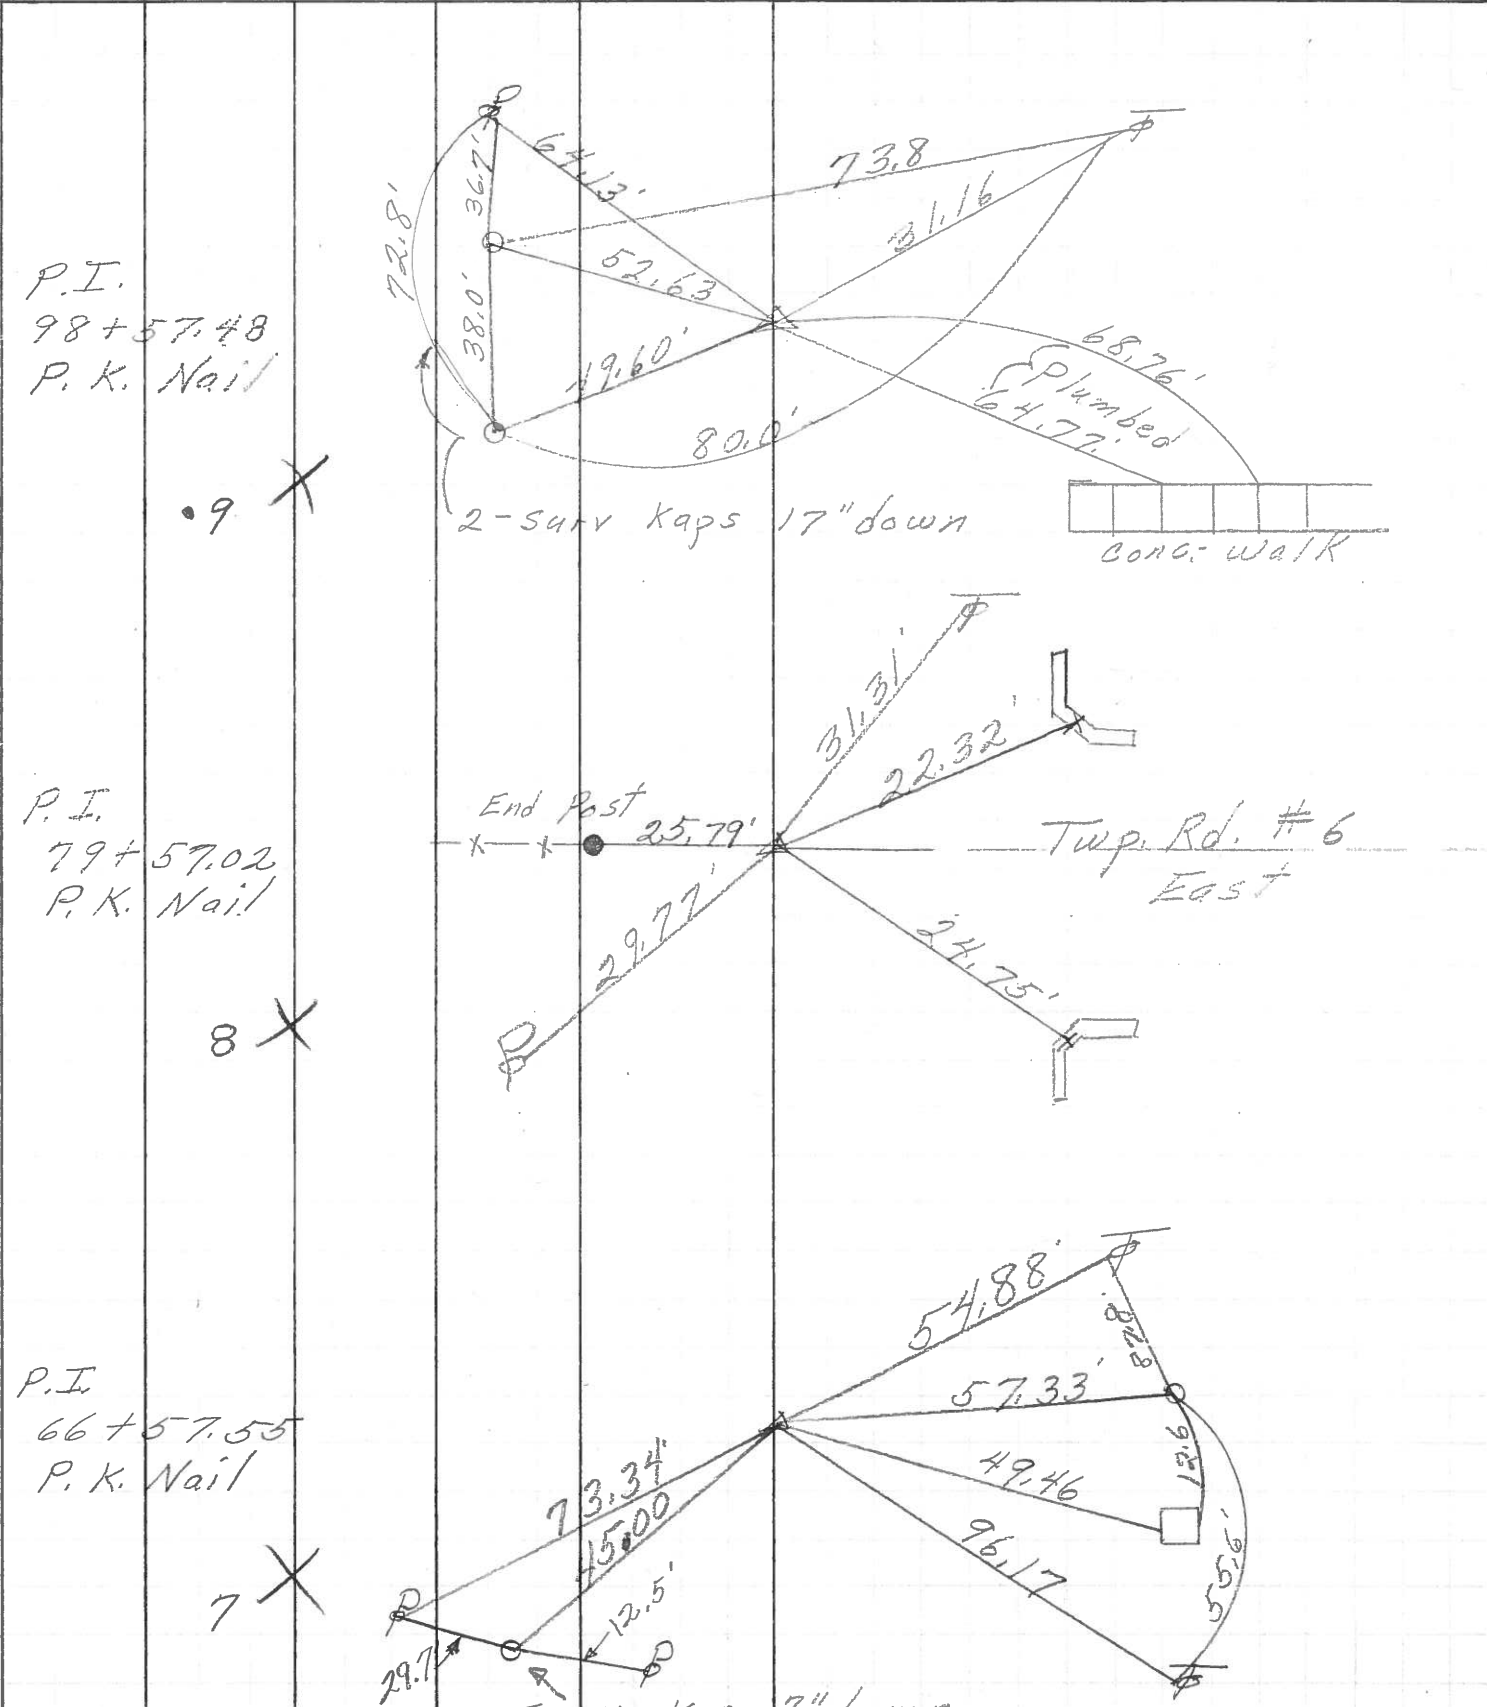 64.13'
73.8
36.7'
31.16
72.8'
52.63
P.I.
98+57.48
P. K. Nail
38.0'
49.60'
68.76'
Plumbed
64.77'
80.0'
.9
2-surv Kaps 17" down
conc. walk
31.31'
22.32'
End Post
25.79'
Twp. Rd. #6
East
P.I.
79+57.02
P.K. Nail
29.77'
24.75'
8
54.88'
87.8'
57.33'
P.I.
66+57.55
P. K. Nail
49.46
12.6
73.34
45.00
96.17
55.6'
7
12.5'
29.7